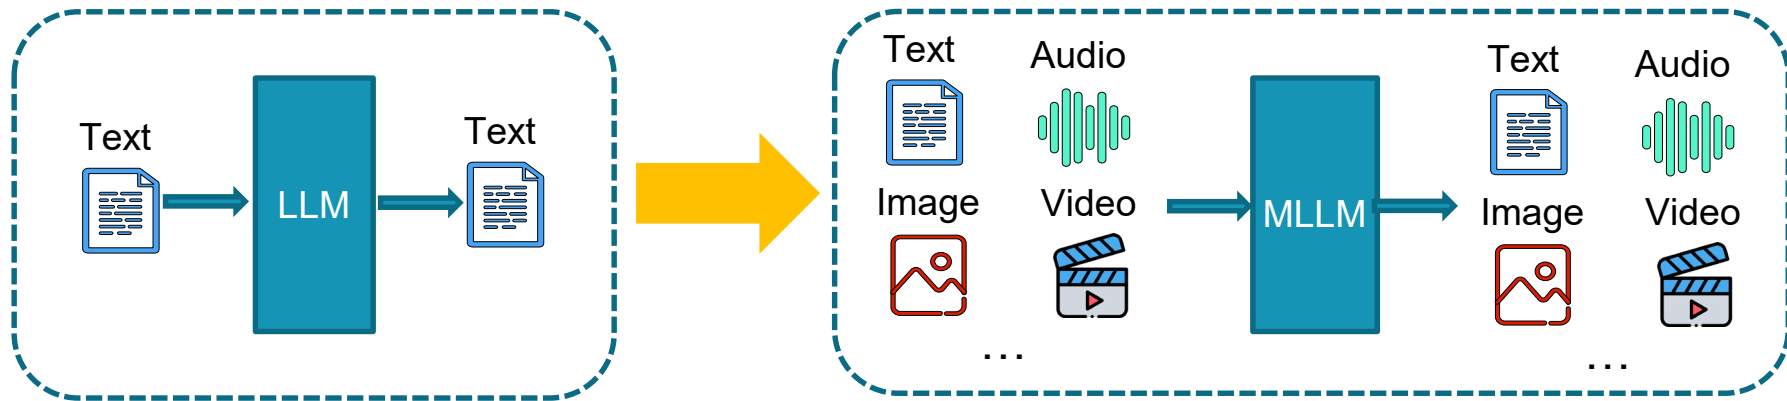 Text
LLM
Text
Text
Audio
Image
Video
...
MLLM
Text
Audio
Image
Video
...